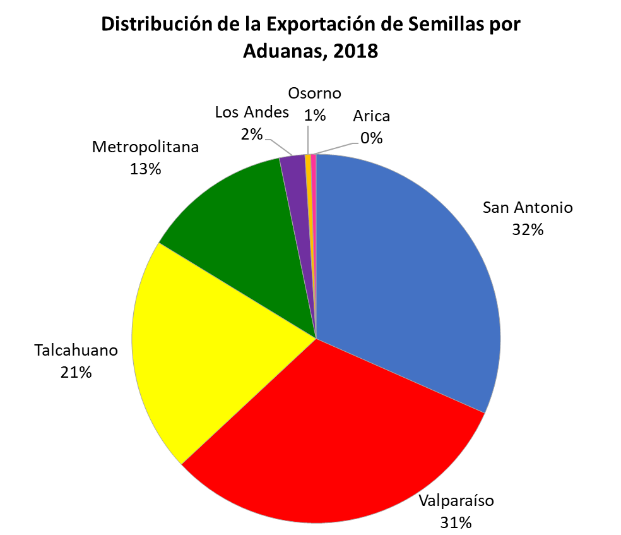 Distribución de la Exportación de Semillas por
Aduanas, 2018
Osorno
1%
Arica
0%
Los Andes
2%
Metropolitana
13%
San Antonio
32%
Talcahuano
21%
Valparaíso
31%